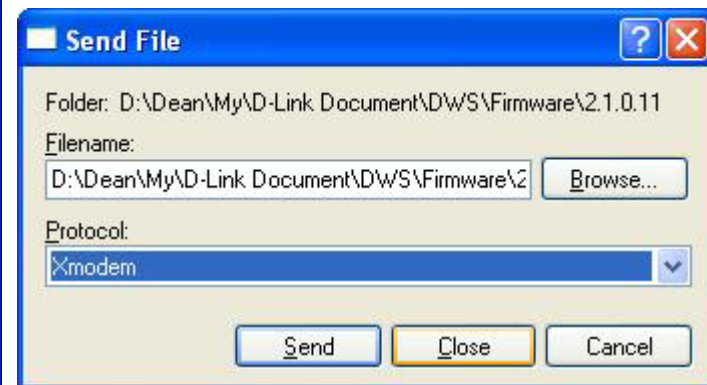 Send File
Folder: D:\Dean\My\D-Link Document\DWS\Firmware\2.1.0.11
Filename:
D:\Dean\My\D-Link Document\DWS\Firmware\2 Browse...
Protocol:
Xmodem
Send Close Cancel